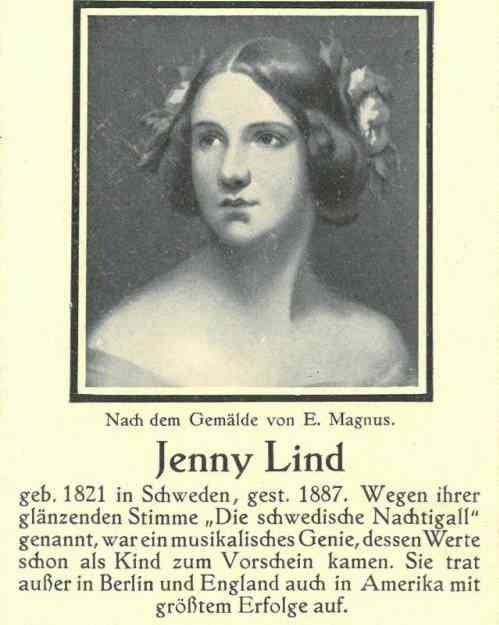 Nach dem Gemälde von E. Magnus.
Jenny Lind
geb. 1821 in Schweden, gest. 1887. Wegen ihrer
glänzenden Stimme „Die schwedische Nachtigall"
genannt, war ein musikalisches Genie, dessen Werte
schon als Kind zum Vorschein kamen. Sie trat
außer in Berlin und England auch in Amerika mit
größtem Erfolge auf.